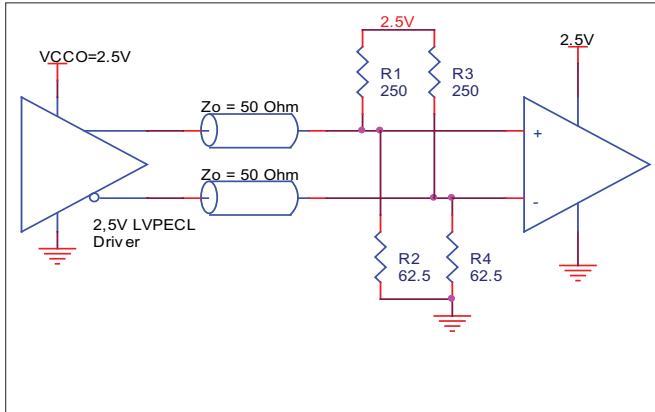 2.5V
VCCO=2.5V
2.5V
R1
250
R3
250
Zo = 50 Ohm
+
Zo = 50 Ohm
-
2,5V LVPECL
Driver
R2
62.5
R4
62.5